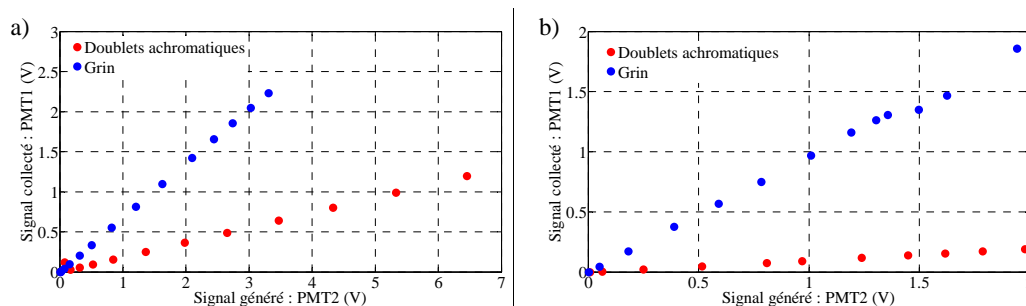 a)
Signal collecté : PMT1 (V)
3
2.5
2
1.5
1
0.5
0
Doublets achromatiques
Grin
0 1 2 3 4 5 6 7
Signal généré : PMT2 (V)
b)
Signal collecté : PMT1 (V)
2
1.5
1
0.5
0
Doublets achromatiques
Grin
0.5 1 1.5
Signal généré : PMT2 (V)